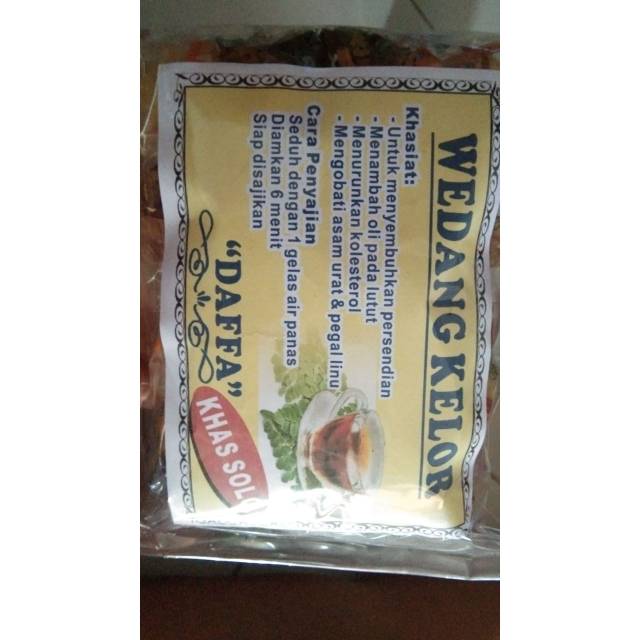 WEDANG KELOR
Khasiat:
- Untuk menyembuhkan persendian
- Menambah oli pada lutut
- Menurunkan kolesterol
- Mengobati asam urat & pegal linu
Cara Penyajian
Seduh dengan 1 gelas air panas
Diamkan 6 menit
Siap disajikan
"DAFFA"
KHAS SOLO